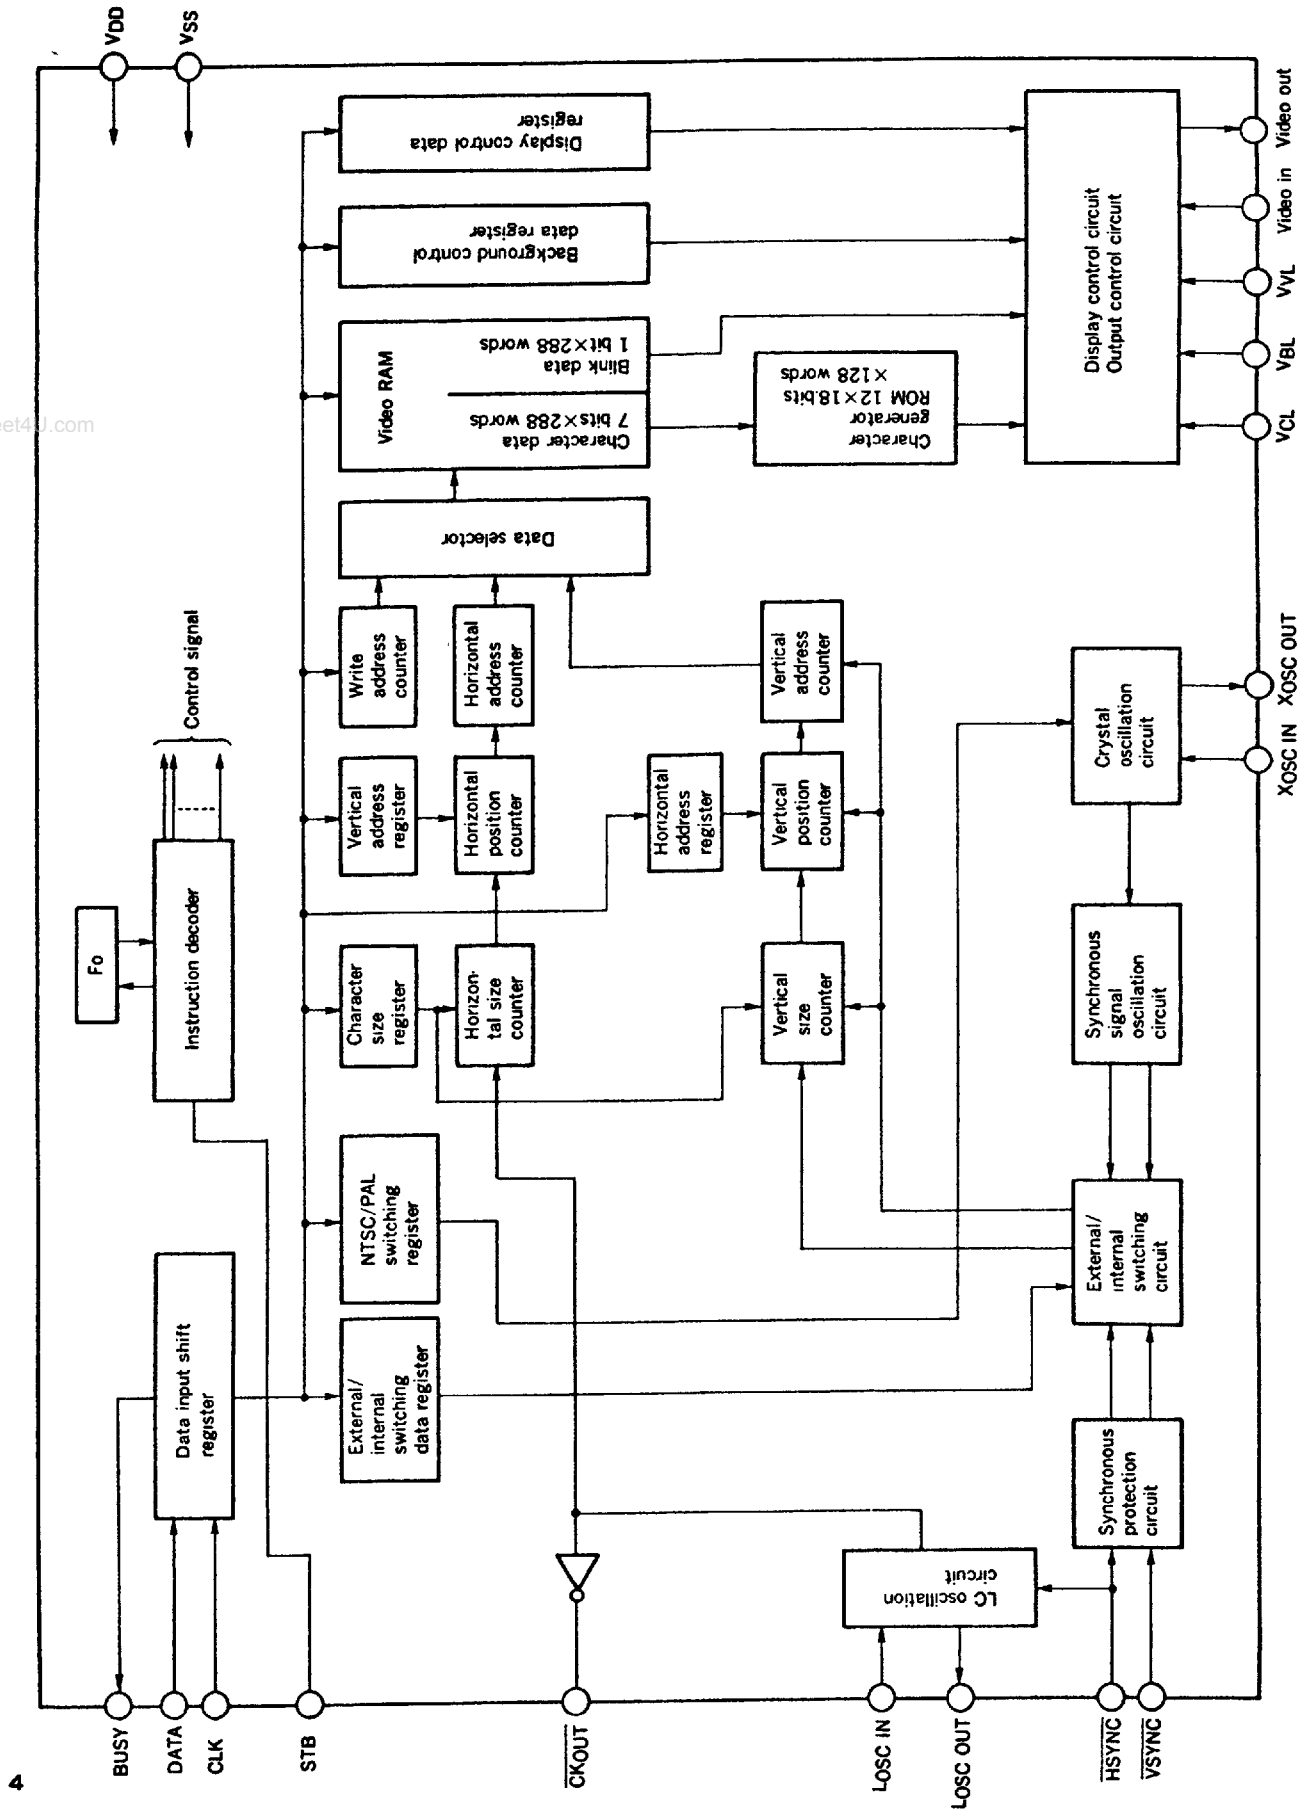 4
VDD
VSS
BUSY
DATA
CLK
STB
CKOUT
LOSC IN
LOSC OUT
HSYNC
VSYNC
Data input shift
register
Instruction decoder
Fo
Control signal
External/
internal
switching
data register
NTSC/PAL
switching
register
Character
size
register
Vertical
address
register
Write
address
counter
Horizon-
tal size
counter
Horizontal
position
counter
Horizontal
address
counter
Data selector
Video RAM
Character data
7 bits×288 words
Blink data
1 bit×288 words
Background control
data register
Display control data
register
Horizontal
address
register
Vertical
size
counter
Vertical
position
counter
Vertical
address
counter
Character
generator
ROM 12×18.bits
×128 words
LC oscillation
circuit
Synchronous
protection
circuit
External/
internal
switching
circuit
Synchronous
signal
oscillation
circuit
Crystal
oscillation
circuit
Display control circuit
Output control circuit
XOSC IN
XOSC OUT
VCL
VBL
VVL
Video in
Video out
et4U.com